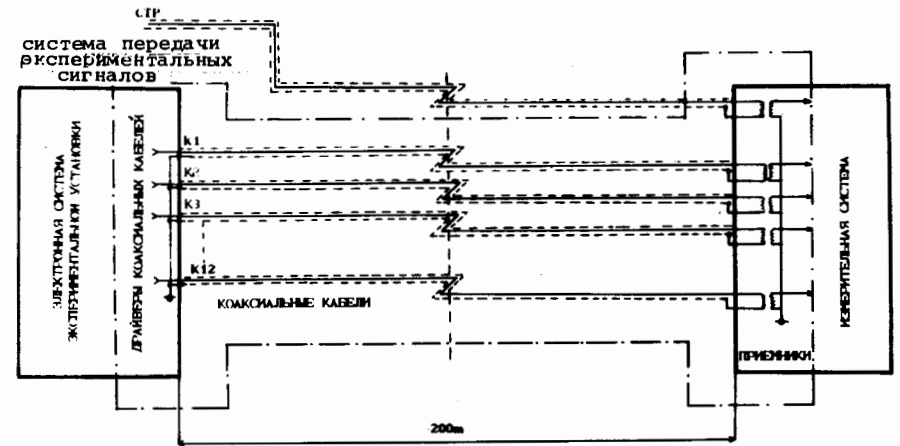 СТР
система передачи
экспериментальных
сигналов
ЭЛЕКТРОННАЯ СИСТЕМА
ЭКСПЕРИМЕНТАЛЬНОЙ УСТАНОВКИ
ДРАЙВЕРЫ КОАКСИАЛЬНЫХ КАБЕЛЕЙ
К1
К2
К3
К12
КОАКСИАЛЬНЫЕ КАБЕЛИ
ПРИЕМНИКИ
ИЗМЕРИТЕЛЬНАЯ СИСТЕМА
200m